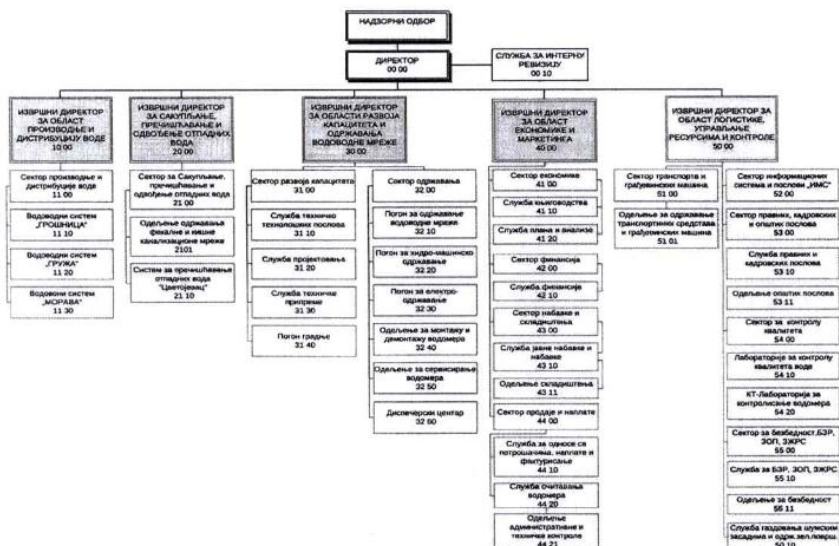 НАДЗОРНИ ОДБОР
ДИРЕКТОР
00 00
СЛУЖБА ЗА ИНТЕРНУ
РЕВИЗИЈУ
00 10
ИЗВРШНИ ДИРЕКТОР
ЗА ОБЛАСТ
ПРОИЗВОДЊЕ И
ДИСТРИБУЦИЈУ ВОДЕ
10 00
Сектор производње и
дистрибуције воде
11 00
Водоводни систем
„ГРОШНИЦА"
11 10
Водоводни систем
„ГРУЖА"
11 20
Водовони систем
„МОРАВА"
11 30
ИЗВРШНИ ДИРЕКТОР
ЗА САКУПЉАЊЕ,
ПРЕЧИШЋАВАЊЕ И
ОДВОЂЕЊЕ ОТПАДНИХ
ВОДА
20 00
Сектор за Сакупљање,
пречишћавање и
одвођење отпадних вода
21 00
Одељење одржавања
фекалне и кишне
канализационе мреже
2101
Систем за пречишћавање
отпадних вода
"Цветојевац"
21 10
ИЗВРШНИ ДИРЕКТОР
ЗА ОБЛАСТИ РАЗВОЈА
КАПАЦИТЕТА И
ОДРЖАВАЊА
ВОДОВОДНЕ МРЕЖЕ
30 00
Сектор развоја капацитета
31 00
Служба техничко
технолошких послова
31 10
Служба пројектовања
31 20
Служба техничке
припреме
31 30
Погон градње
31 40
Сектор одржавања
32 00
Погон за одржавање
водоводне мреже
32 10
Погон за хидро-машинско
одржавање
32 20
Погон за електро-
одржавање
32 30
Одељење за монтажу и
демонтажу водомера
32 40
Одељење за сервисирање
водомера
32 50
Диспечерски центар
32 60
ИЗВРШНИ ДИРЕКТОР
ЗА ОБЛАСТ
ЕКОНОМИКЕ И
МАРКЕТИНГА
40 00
Сектор економике
41 00
Служба књиговодства
41 10
Служба плана и анализе
41 20
Сектор финансија
42 00
Служба финансије
42 10
Сектор набавке и
складиштења
43 00
Служба јавне набавке и
набавке
43 10
Одељење складиштења
43 11
Сектор продаје и наплате
44 00
Служба за односе са
потрошачима, наплате и
фактурисање
44 10
Служба очитавања
водомера
44 20
Одељење
административне и
техничке контроле
44 21
ИЗВРШНИ ДИРЕКТОР ЗА
ОБЛАСТ ЛОГИСТИКЕ,
УПРАВЉАЊЕ
РЕСУРСИМА И КОНТРОЛЕ
50 00
Сектор транспорта и
грађевинских машина
51 00
Одељење за одржавање
транспортних средстава
и грађевинских машина
51 01
Сектор информационих
система и послови „ИМС"
52 00
Сектор правних, кадровских
и општих послова
53 00
Служба правних и
кадровских послова
53 10
Одељење општих послова
53 11
Сектор за контролу
квалитета
54 00
Лабораторије за контролу
квалитета воде
54 10
КТ-Лабораторија за
контролисање водомера
54 20
Сектор за безбедност,БЗР,
ЗОП, ЗЖРС
55 00
Служба за БЗР, ЗОП, ЗЖРС
55 10
Одељење за безбедност
55 11
Служба газдовања шумским
засадима и одрж.зел.површ.
50 10